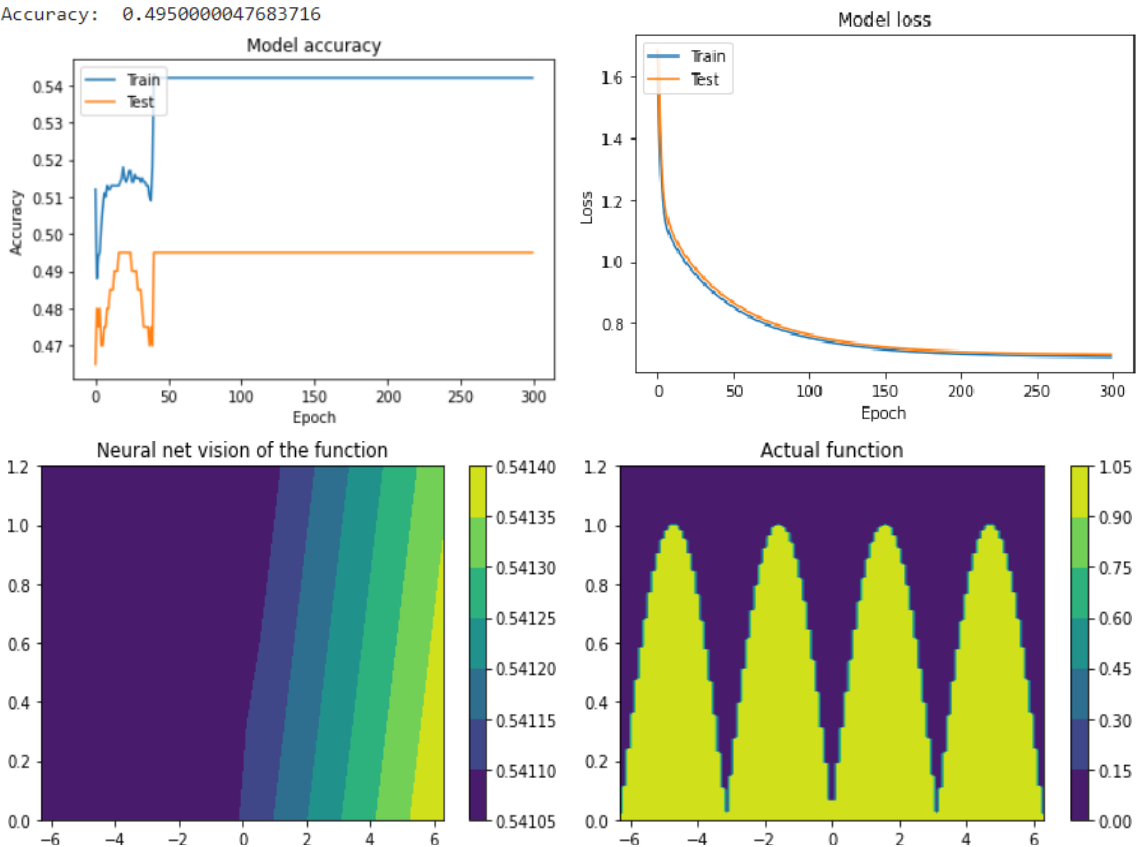 Accuracy:  0.4950000047683716
Model accuracy
Train
Test
0.54
0.53
0.52
0.51
0.50
0.49
0.48
0.47
Accuracy
0 50 100 150 200 250 300
Epoch
Model loss
Train
Test
1.6
1.4
1.2
1.0
0.8
Loss
0 50 100 150 200 250 300
Epoch
Neural net vision of the function
1.2
1.0
0.8
0.6
0.4
0.2
0.0
−6 −4 −2 0 2 4 6
0.54140
0.54135
0.54130
0.54125
0.54120
0.54115
0.54110
0.54105
Actual function
1.2
1.0
0.8
0.6
0.4
0.2
0.0
−6 −4 −2 0 2 4 6
1.05
0.90
0.75
0.60
0.45
0.30
0.15
0.00